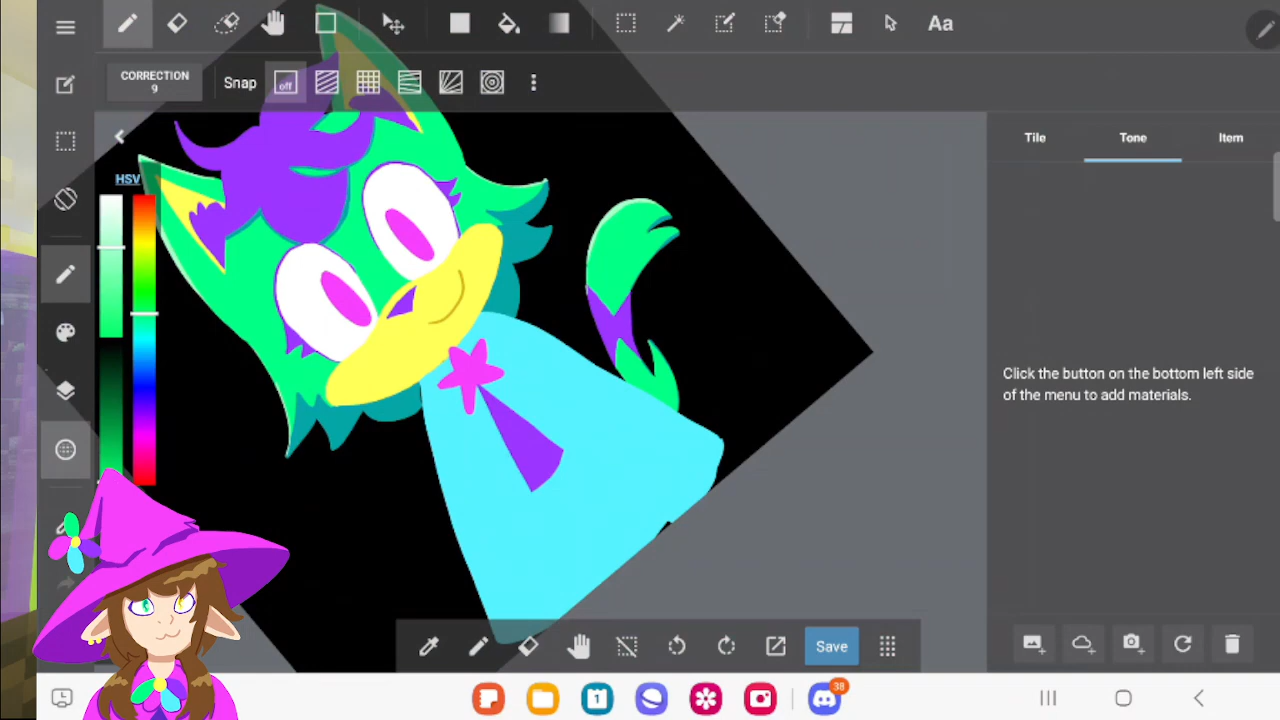 Aa
CORRECTION
9
Snap
off
HSV
Tile
Tone
Item
Click the button on the bottom left side
of the menu to add materials.
Save
1
38